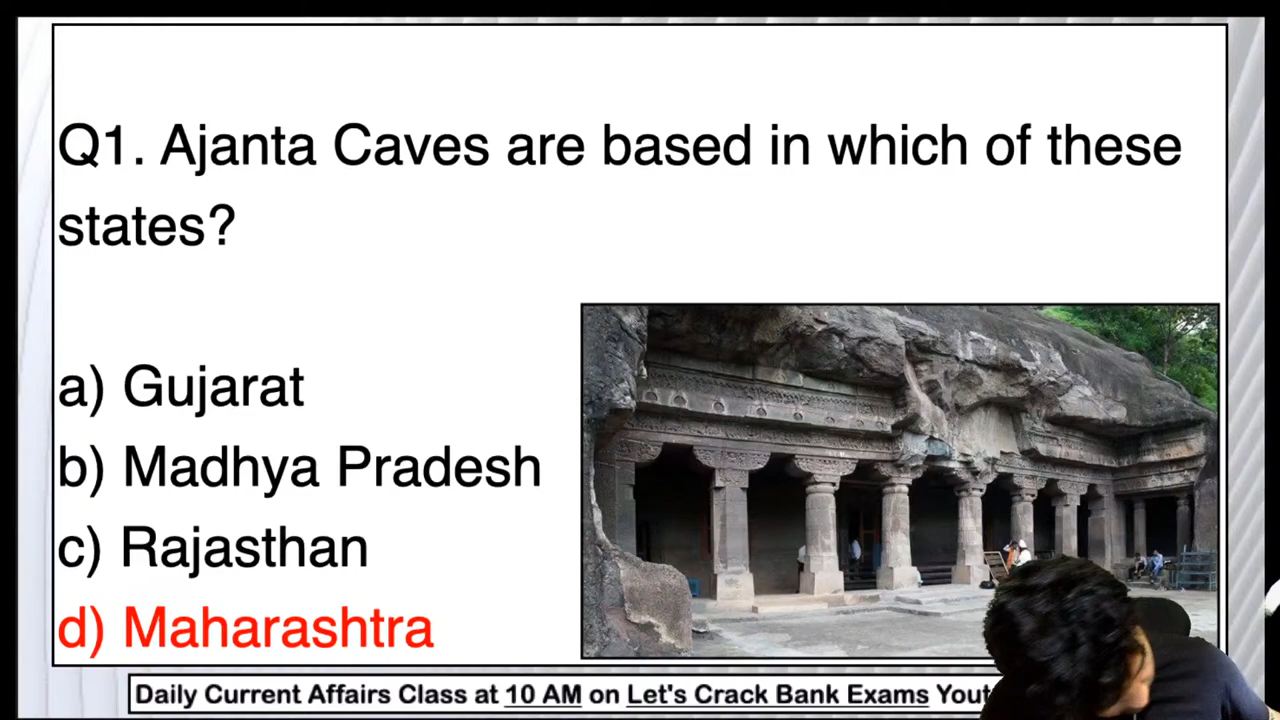 Q1. Ajanta Caves are based in which of these
states?
a) Gujarat
b) Madhya Pradesh
c) Rajasthan
d) Maharashtra
Daily Current Affairs Class at 10 AM on Let's Crack Bank Exams